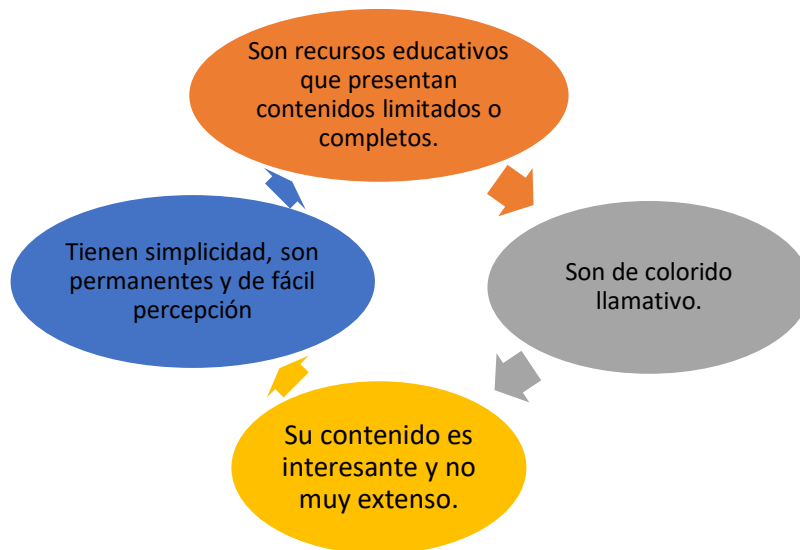 Son recursos educativos
que presentan
contenidos limitados o
completos.
Son de colorido
llamativo.
Su contenido es
interesante y no
muy extenso.
Tienen simplicidad, son
permanentes y de fácil
percepción